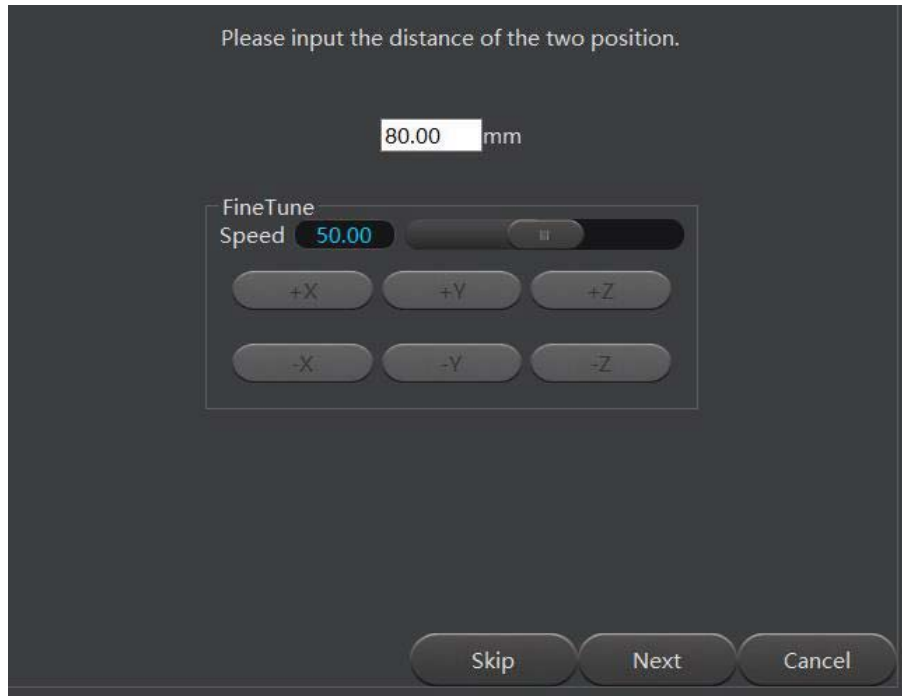 Please input the distance of the two position.
80.00 mm
FineTune
Speed 50.00
+X +Y +Z
-X -Y -Z
Skip Next Cancel